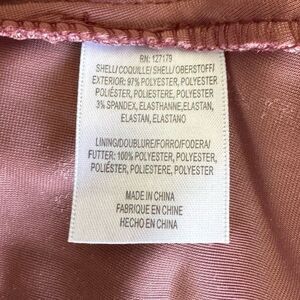 RN: 127179
SHELL/COQUILLE/ SHELL/OBERSTOFF/
EXTERIOR: 97% POLYESTER, POLYESTER
POLIÉSTER, POLIESTERE, POLYESTER
3% SPANDEX, ELASTHANNE,ELASTAN,
ELASTAN, ELASTANO
LINING/DOUBLURE/FORRO/FODERA/
FUTTER: 100% POLYESTER, POLYESTER,
POLIÉSTER, POLIESTERE, POLYESTER
MADE IN CHINA
FABRIQUE EN CHINE
HECHO EN CHINA